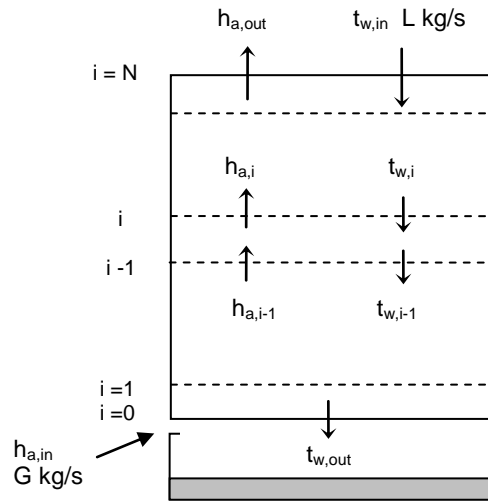 h_a,out t_w,in L kg/s
i = N
h_a,i t_w,i
i
i -1
h_a,i-1 t_w,i-1
i =1
i =0
h_a,in t_w,out
G kg/s